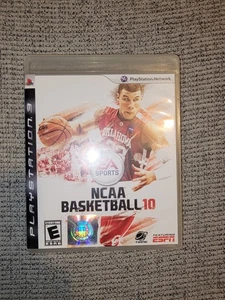 PlayStation Network
PLAYSTATION 3
OKLAHOMA
EA
SPORTS
NCAA
BASKETBALL 10
E
ESPN